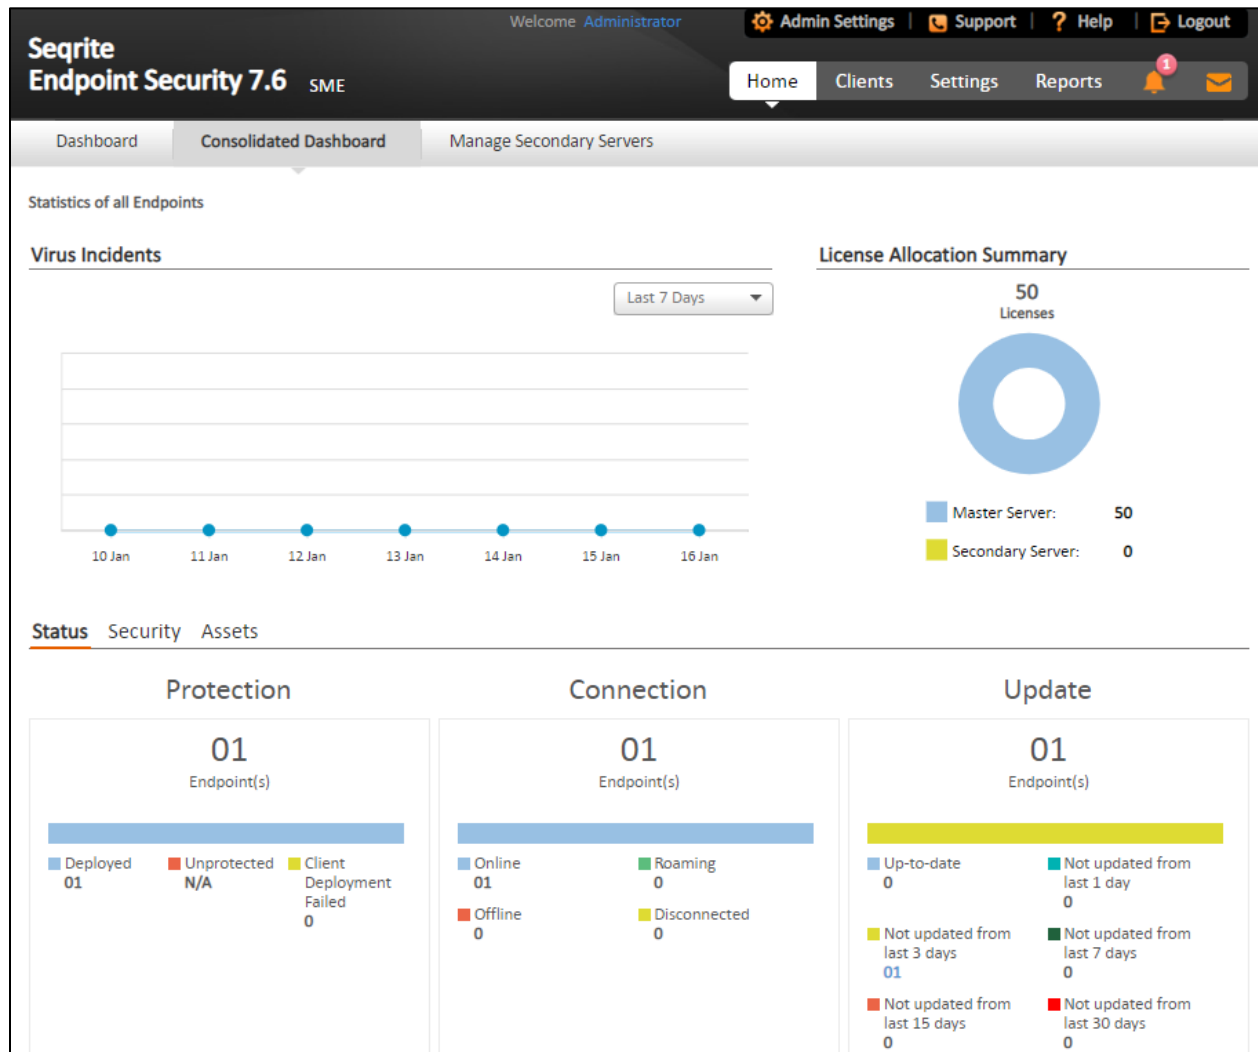 Welcome Administrator
Admin Settings | Support | ? Help | Logout
Seqrite
Endpoint Security 7.6 SME
Home Clients Settings Reports 1
Dashboard Consolidated Dashboard Manage Secondary Servers
Statistics of all Endpoints
Virus Incidents
Last 7 Days
10 Jan 11 Jan 12 Jan 13 Jan 14 Jan 15 Jan 16 Jan
License Allocation Summary
50
Licenses
Master Server: 50
Secondary Server: 0
Status Security Assets
Protection
01
Endpoint(s)
Deployed
01
Unprotected
N/A
Client
Deployment
Failed
0
Connection
01
Endpoint(s)
Online
01
Roaming
0
Offline
0
Disconnected
0
Update
01
Endpoint(s)
Up-to-date
0
Not updated from
last 1 day
0
Not updated from
last 3 days
01
Not updated from
last 7 days
0
Not updated from
last 15 days
0
Not updated from
last 30 days
0